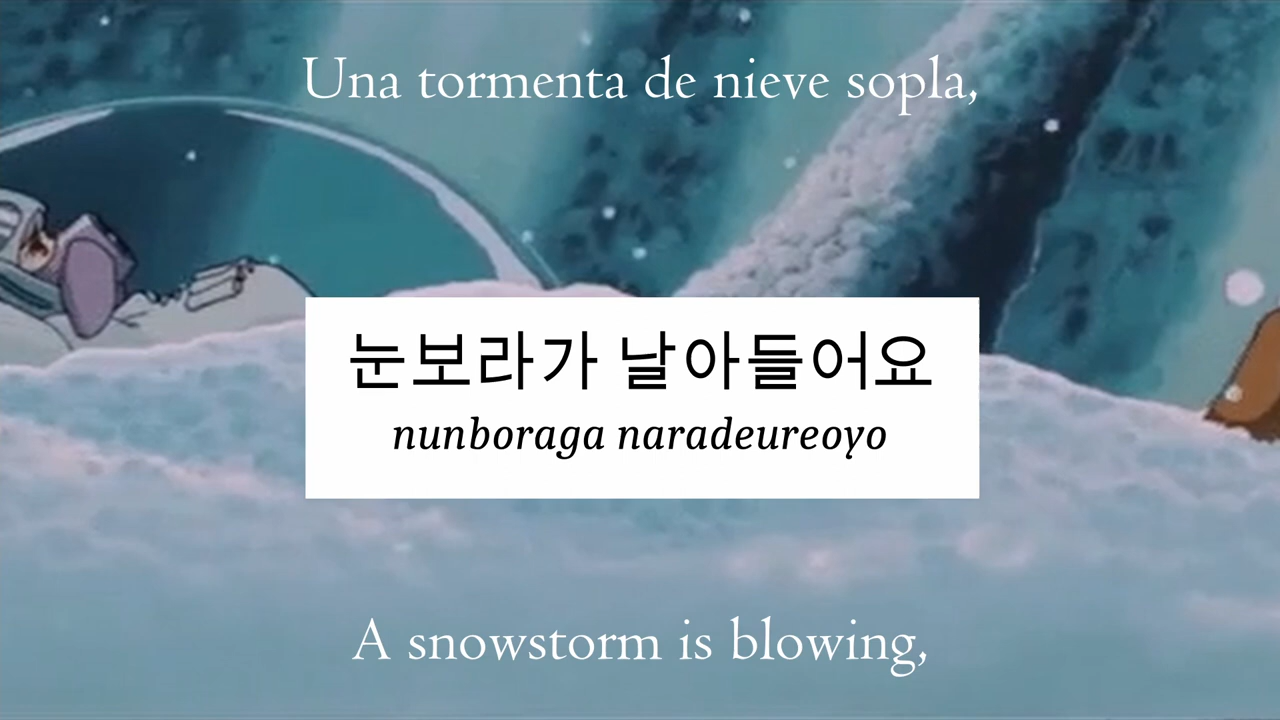 Una tormenta de nieve sopla,
눈보라가 날아들어요
nunboraga naradeureoyo
A snowstorm is blowing,